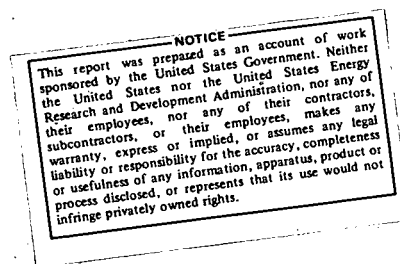 NOTICE
This report was prepared as an account of work
sponsored by the United States Government. Neither
the United States nor the United States Energy
Research and Development Administration, nor any of
their employees, nor any of their contractors,
subcontractors, or their employees, makes any
warranty, express or implied, or assumes any legal
liability or responsibility for the accuracy, completeness
or usefulness of any information, apparatus, product or
process disclosed, or represents that its use would not
infringe privately owned rights.